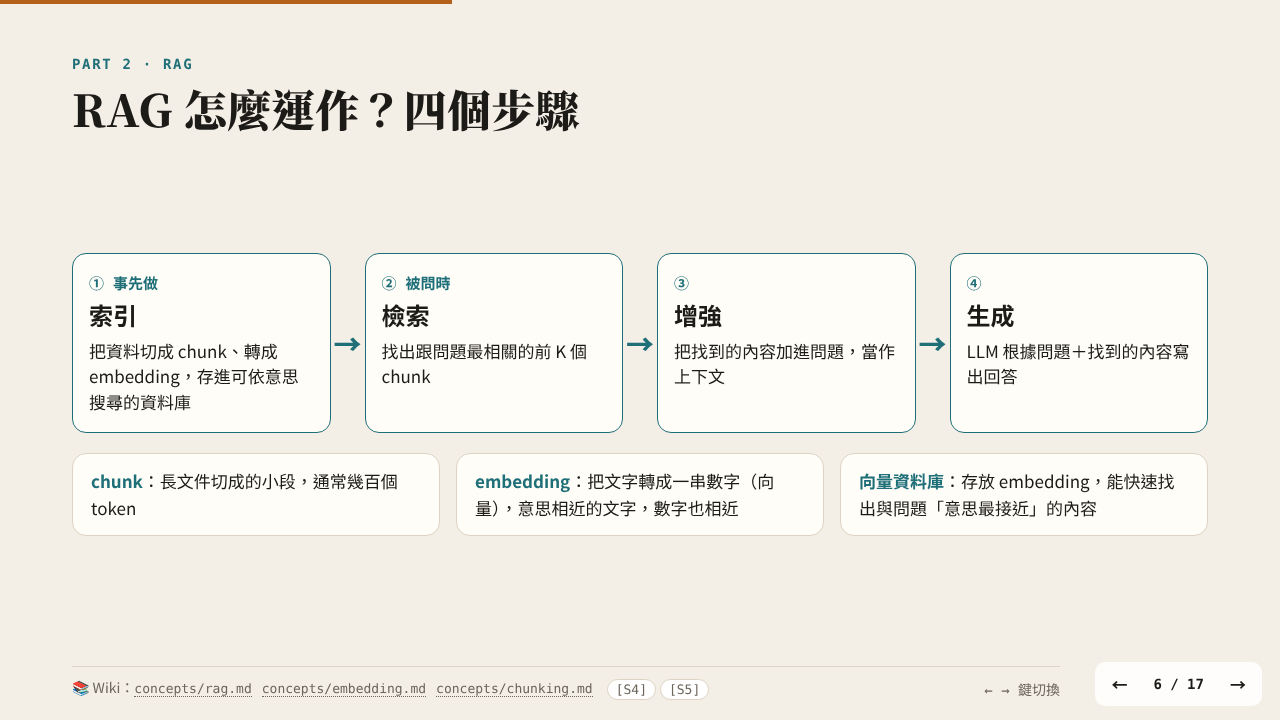 PART 2 · RAG
RAG 怎麼運作？四個步驟
① 事先做
索引
把資料切成 chunk、轉成
embedding，存進可依意思
搜尋的資料庫
→
② 被問時
檢索
找出跟問題最相關的前 K 個
chunk
→
③
增強
把找到的內容加進問題，當作
上下文
→
④
生成
LLM 根據問題＋找到的內容寫
出回答
chunk：長文件切成的小段，通常幾百個
token
embedding：把文字轉成一串數字（向
量），意思相近的文字，數字也相近
向量資料庫：存放 embedding，能快速找
出與問題「意思最接近」的內容
📚 Wiki：concepts/rag.md concepts/embedding.md concepts/chunking.md [S4] [S5]
← → 鍵切換
← 6 / 17 →